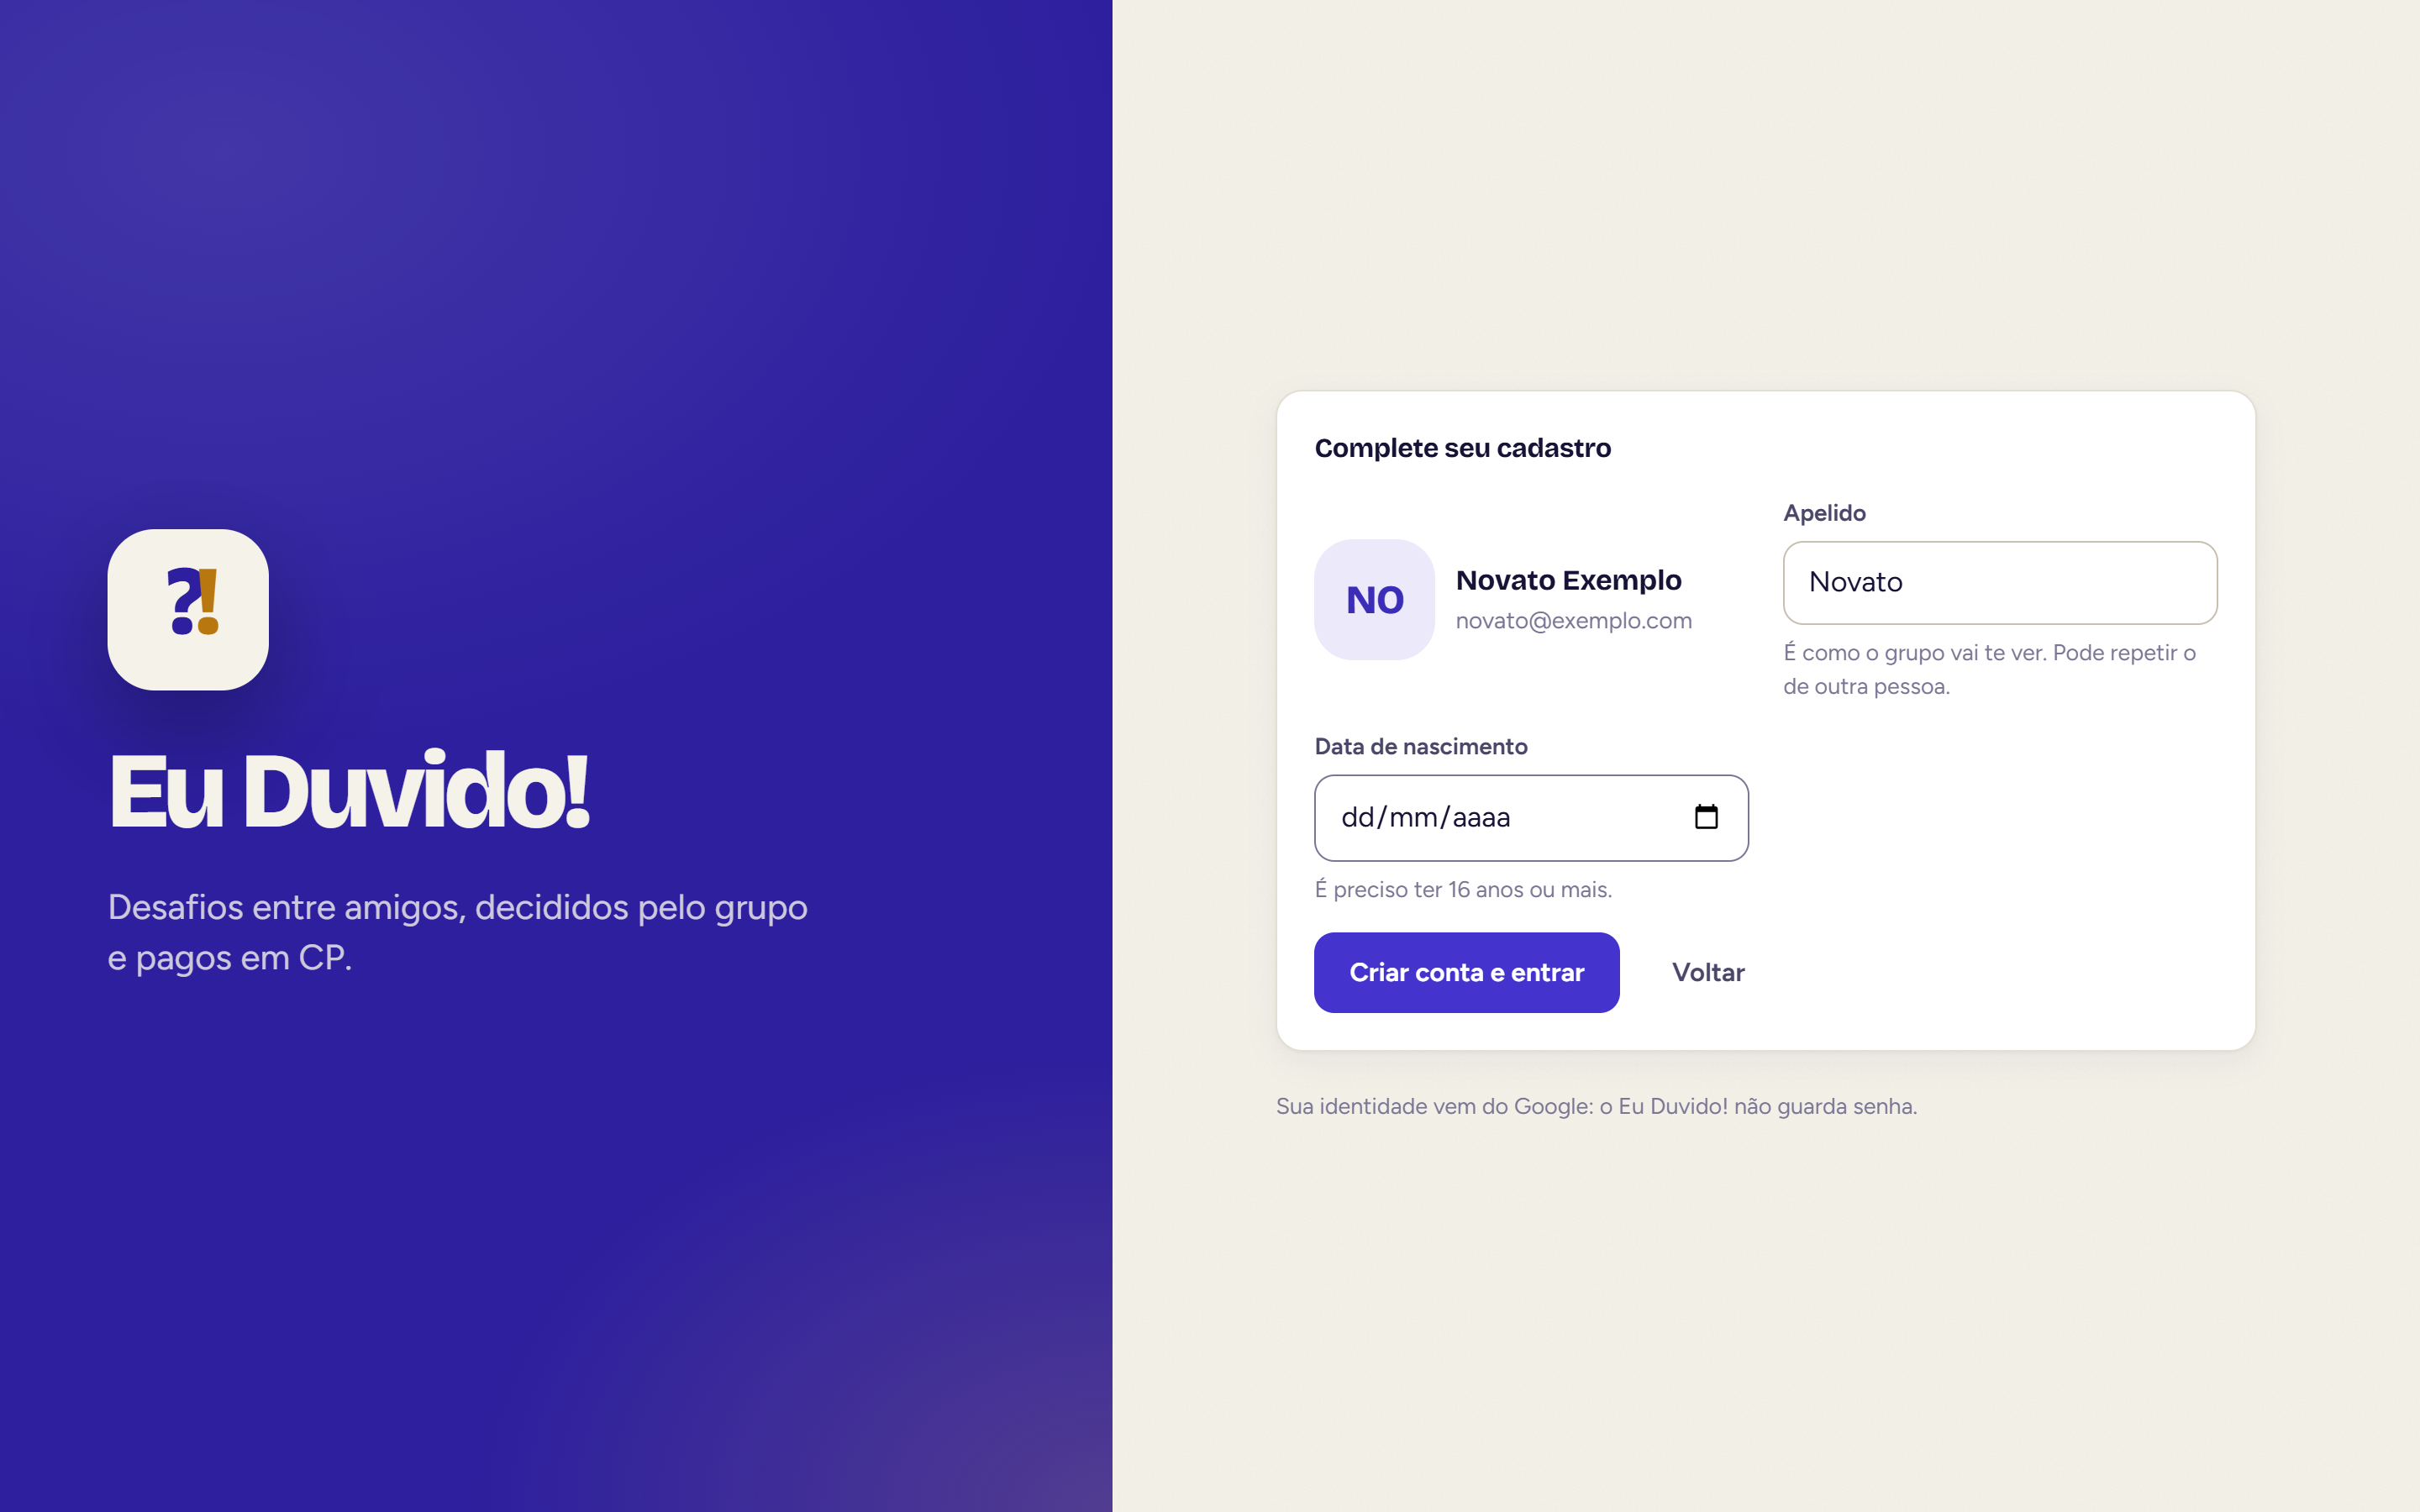 ?!
Eu Duvido!
Desafios entre amigos, decididos pelo grupo
e pagos em CP.
Complete seu cadastro
NO
Novato Exemplo
novato@exemplo.com
Apelido
Novato
É como o grupo vai te ver. Pode repetir o
de outra pessoa.
Data de nascimento
dd/mm/aaaa
É preciso ter 16 anos ou mais.
Criar conta e entrar
Voltar
Sua identidade vem do Google: o Eu Duvido! não guarda senha.